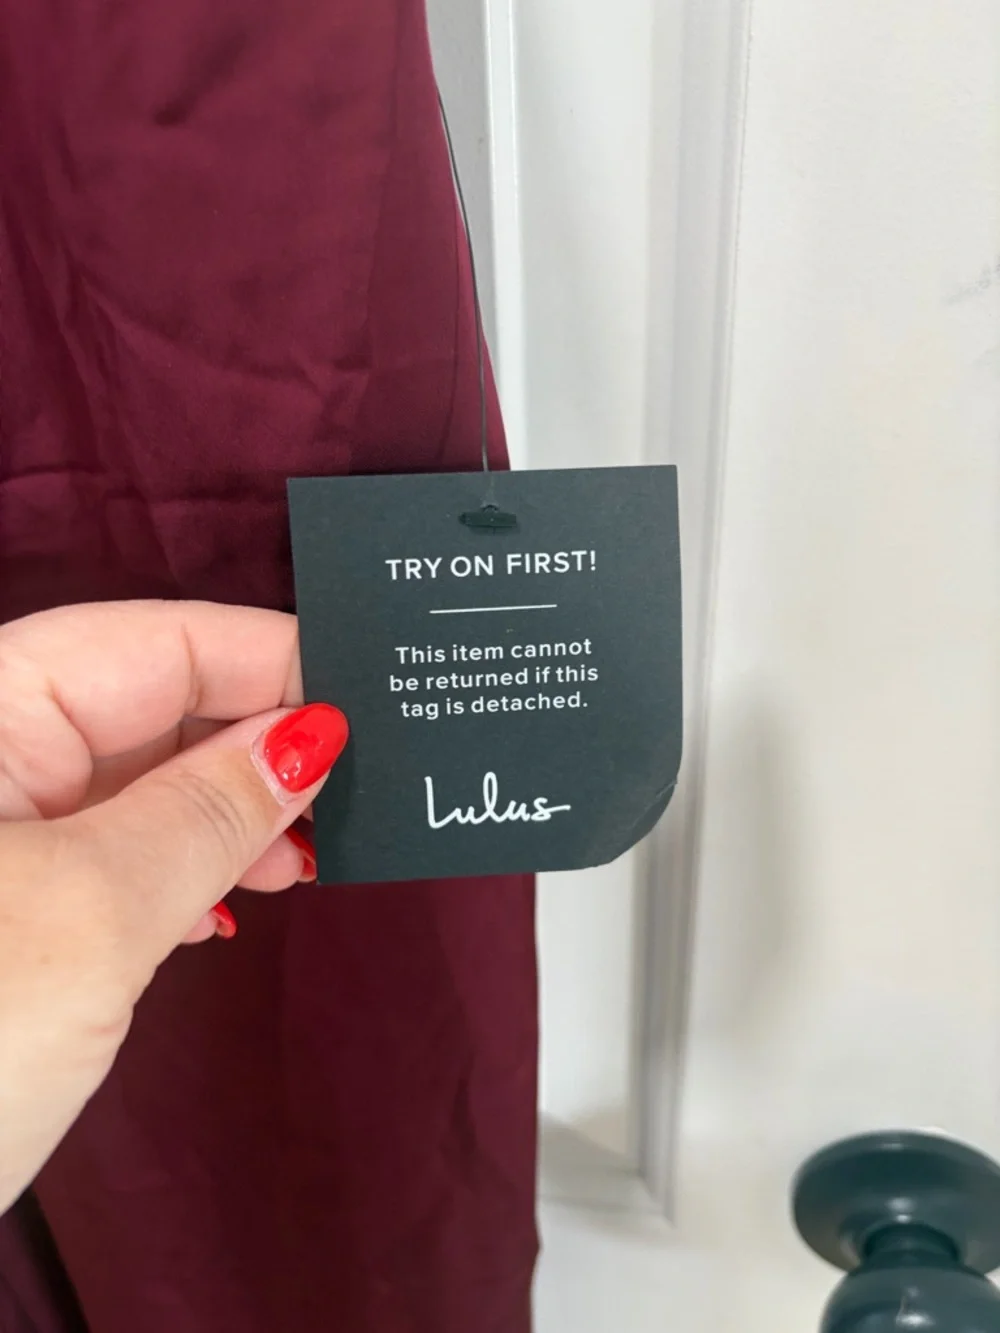 TRY ON FIRST!
This item cannot
be returned if this
tag is detached.
Lulus